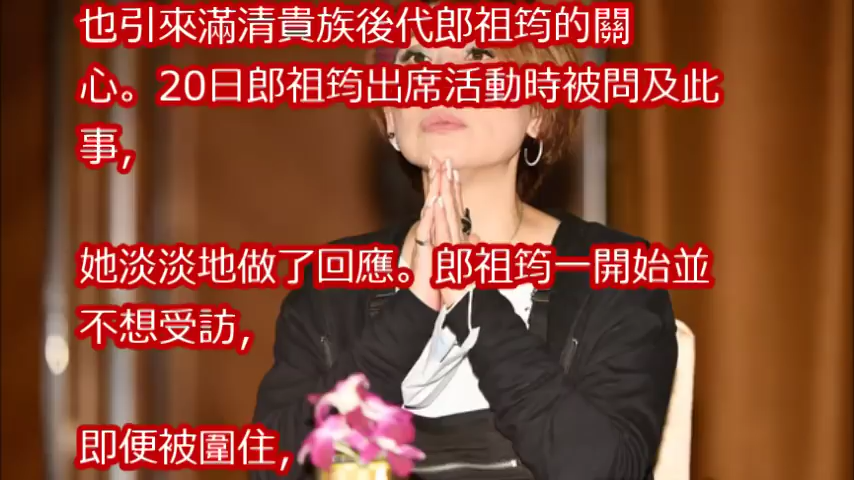 也引來滿清貴族後代郎祖筠的關
心。20日郎祖筠出席活動時被問及此
事，
她淡淡地做了回應。郎祖筠一開始並
不想受訪，
即便被圍住，